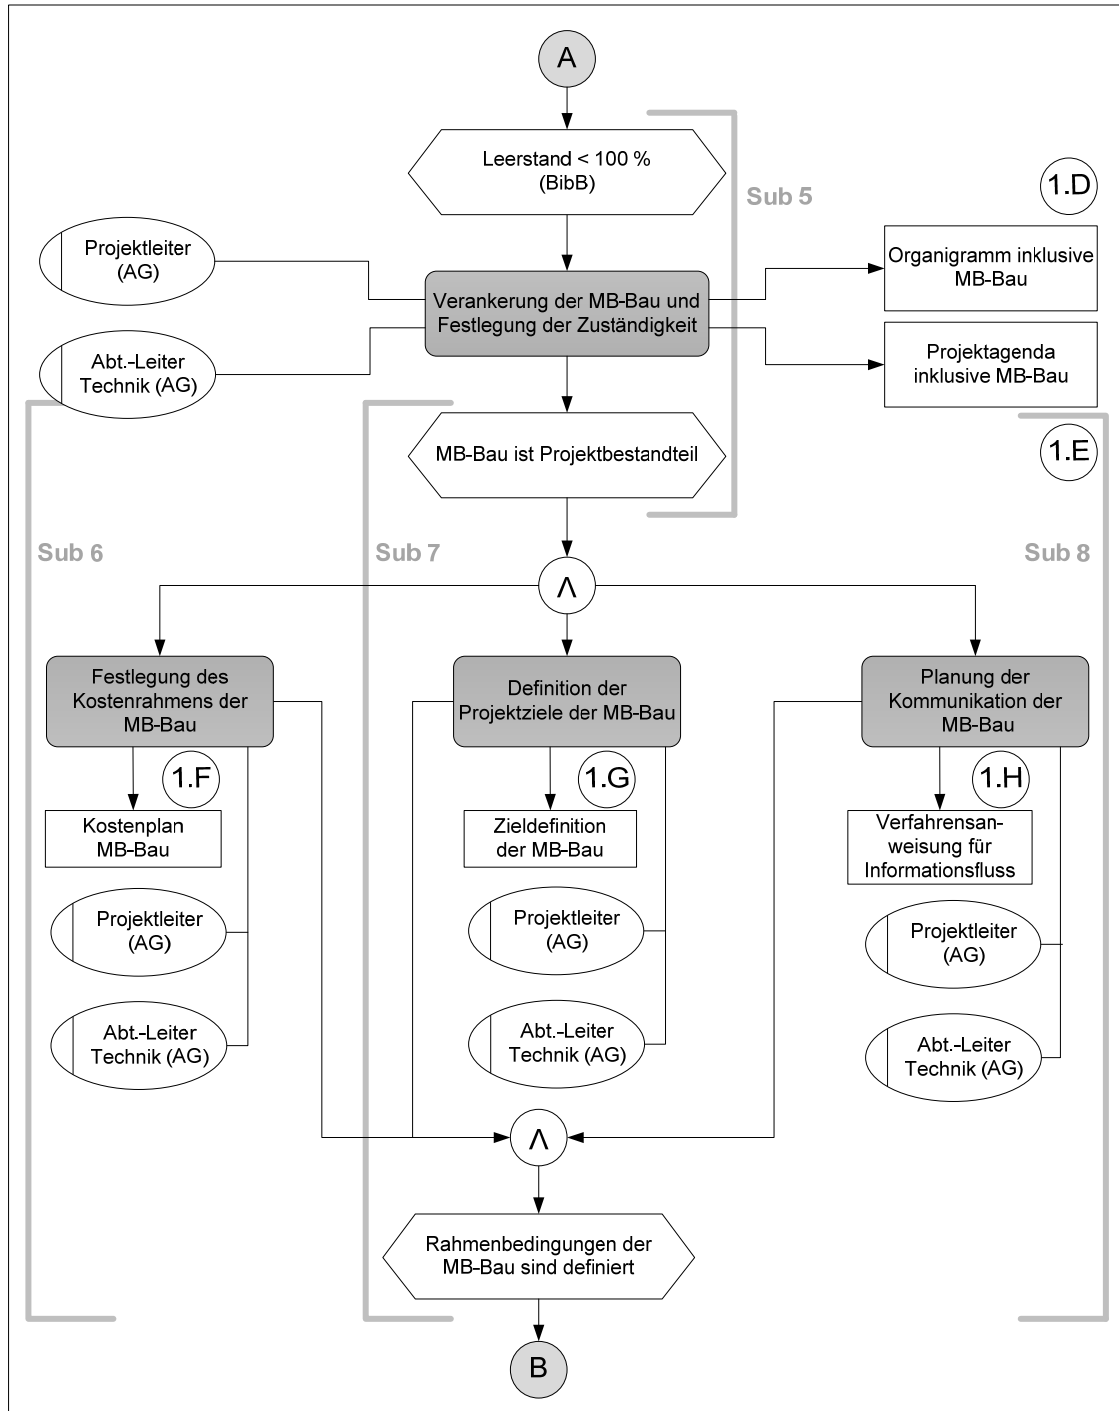 A
Leerstand < 100 %
(BibB)
Sub 5
1.D
Projektleiter
(AG)
Organigramm inklusive
MB-Bau
Verankerung der MB-Bau und
Festlegung der Zuständigkeit
Abt.-Leiter
Technik (AG)
Projektagenda
inklusive MB-Bau
MB-Bau ist Projektbestandteil
1.E
Sub 6
Sub 7
Sub 8
Λ
Festlegung des
Kostenrahmens der
MB-Bau
Definition der
Projektziele der MB-Bau
Planung der
Kommunikation der
MB-Bau
1.F
1.G
1.H
Kostenplan
MB-Bau
Zieldefinition
der MB-Bau
Verfahrensan-
weisung für
Informationsfluss
Projektleiter
(AG)
Projektleiter
(AG)
Projektleiter
(AG)
Abt.-Leiter
Technik (AG)
Abt.-Leiter
Technik (AG)
Abt.-Leiter
Technik (AG)
Λ
Rahmenbedingungen der
MB-Bau sind definiert
B